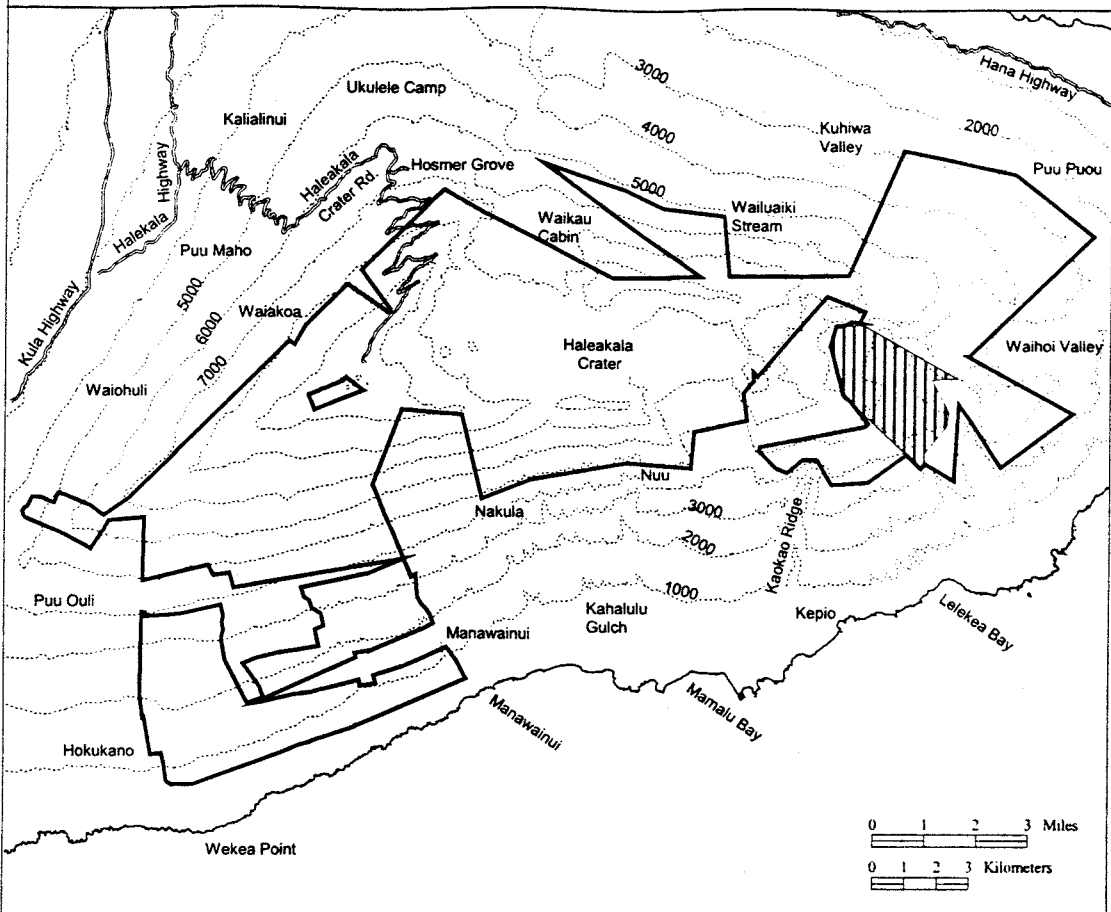 Hana Highway
3000
Ukulele Camp
Kalialinui
4000
Kuhiwa
Valley
2000
Haleakala
Crater Rd.
Highway
Halekala
Hosmer Grove
Puu Puou
5000
Waikau
Cabin
Wailuaiki
Stream
Puu Maho
5000
6000
7000
Waiakoa
Kula Highway
Haleakala
Crater
Waihoi Valley
Waiohuli
Nuu
Nakula
3000
2000
1000
Kaokao Ridge
Puu Ouli
Kahalulu
Gulch
Kepio
Lelekea Bay
Manawainui
Mamalu Bay
Manawainui
Hokukano
Wekea Point
0 1 2 3 Miles
0 1 2 3 Kilometers